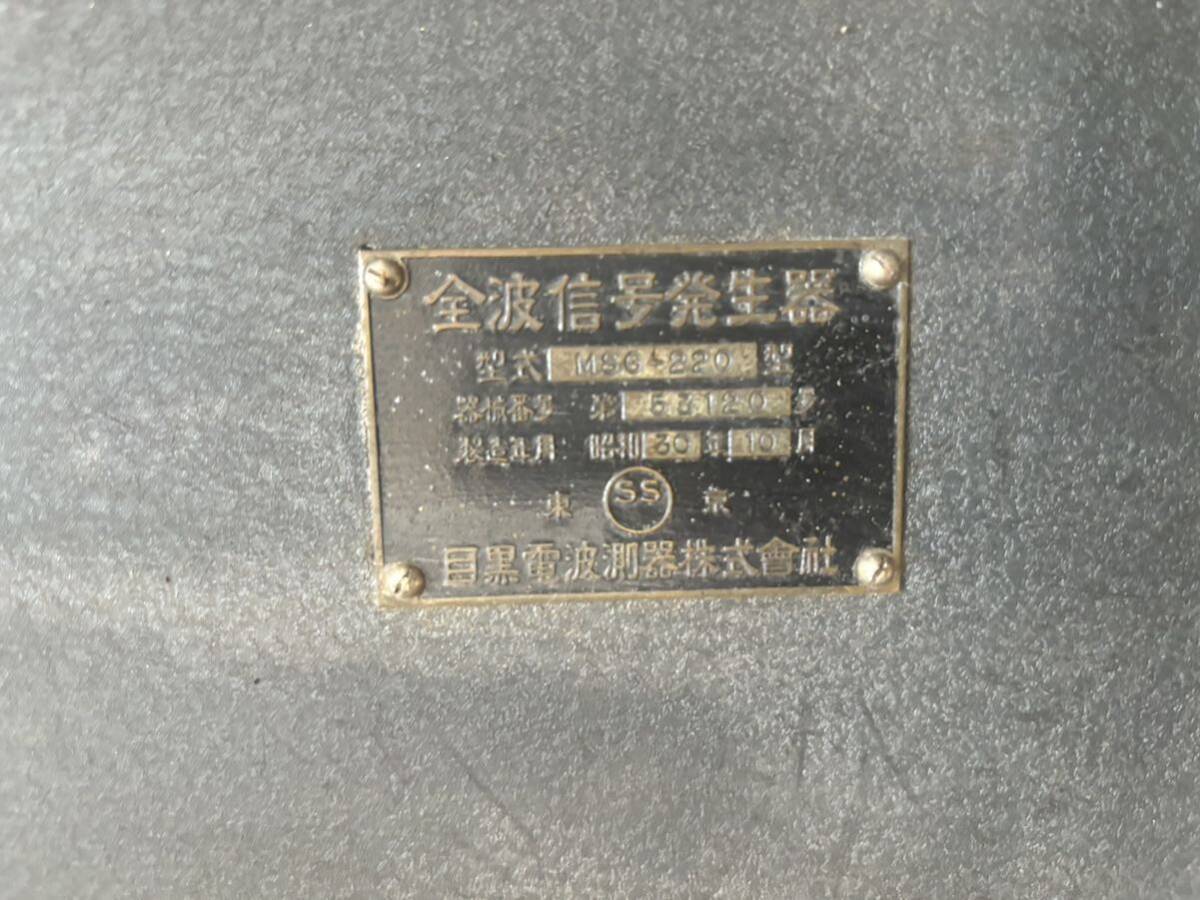 全波信号発生器
型式 MSG-220 型
器械番号 第 53120 号
製造年月 昭和 30 年 10 月
東 SS 京
目黒電波測器株式會社